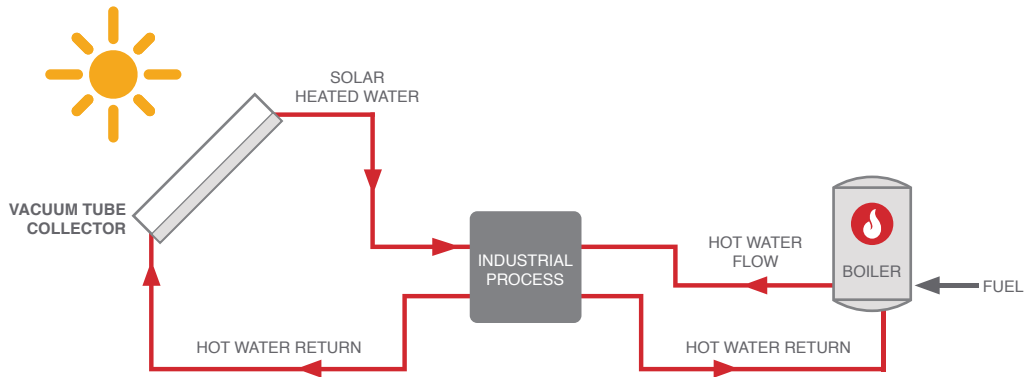 SOLAR
HEATED WATER
VACUUM TUBE
COLLECTOR
INDUSTRIAL
PROCESS
HOT WATER
FLOW
BOILER
FUEL
HOT WATER RETURN
HOT WATER RETURN